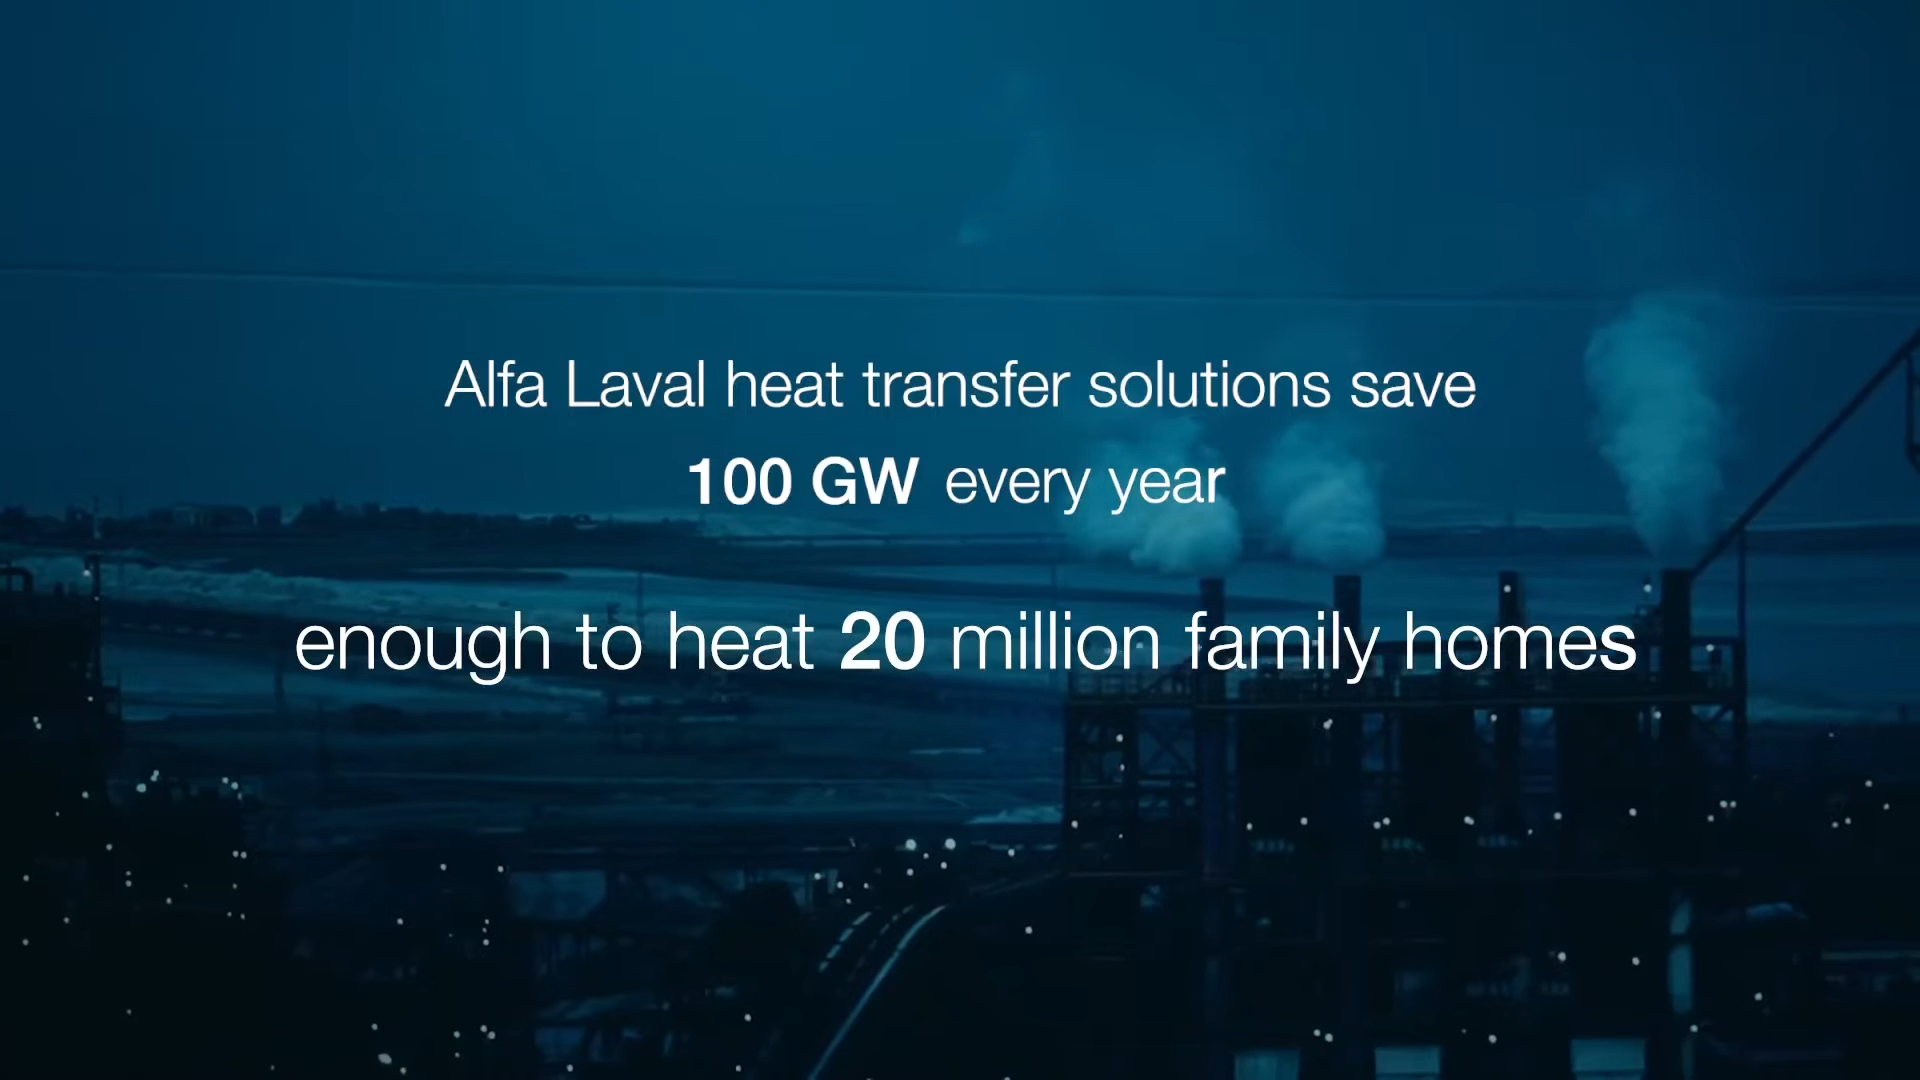 Alfa Laval heat transfer solutions save
100 GW every year
enough to heat 20 million family homes